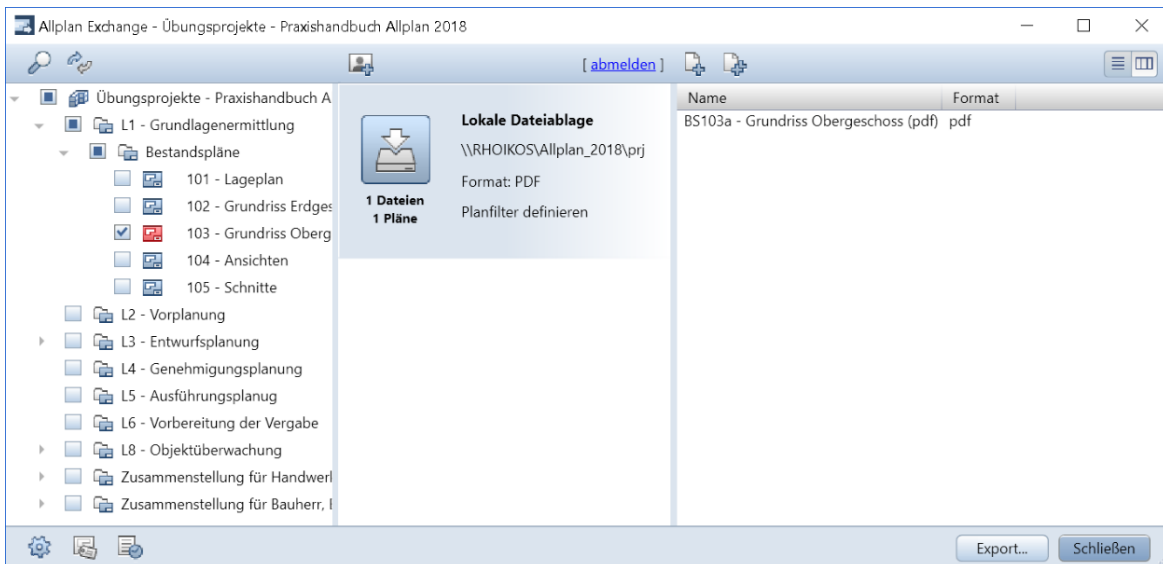 Allplan Exchange - Übungsprojekte - Praxishandbuch Allplan 2018
[ abmelden ]
Übungsprojekte - Praxishandbuch A
L1 - Grundlagenermittlung
Bestandspläne
101 - Lageplan
102 - Grundriss Erdges
103 - Grundriss Oberg
104 - Ansichten
105 - Schnitte
L2 - Vorplanung
L3 - Entwurfsplanung
L4 - Genehmigungsplanung
L5 - Ausführungsplanug
L6 - Vorbereitung der Vergabe
L8 - Objektüberwachung
Zusammenstellung für Handwerl
Zusammenstellung für Bauherr, E
1 Dateien
1 Pläne
Lokale Dateiablage
\\RHOIKOS\Allplan_2018\prj
Format: PDF
Planfilter definieren
Name Format
BS103a - Grundriss Obergeschoss (pdf) pdf
Export... Schließen